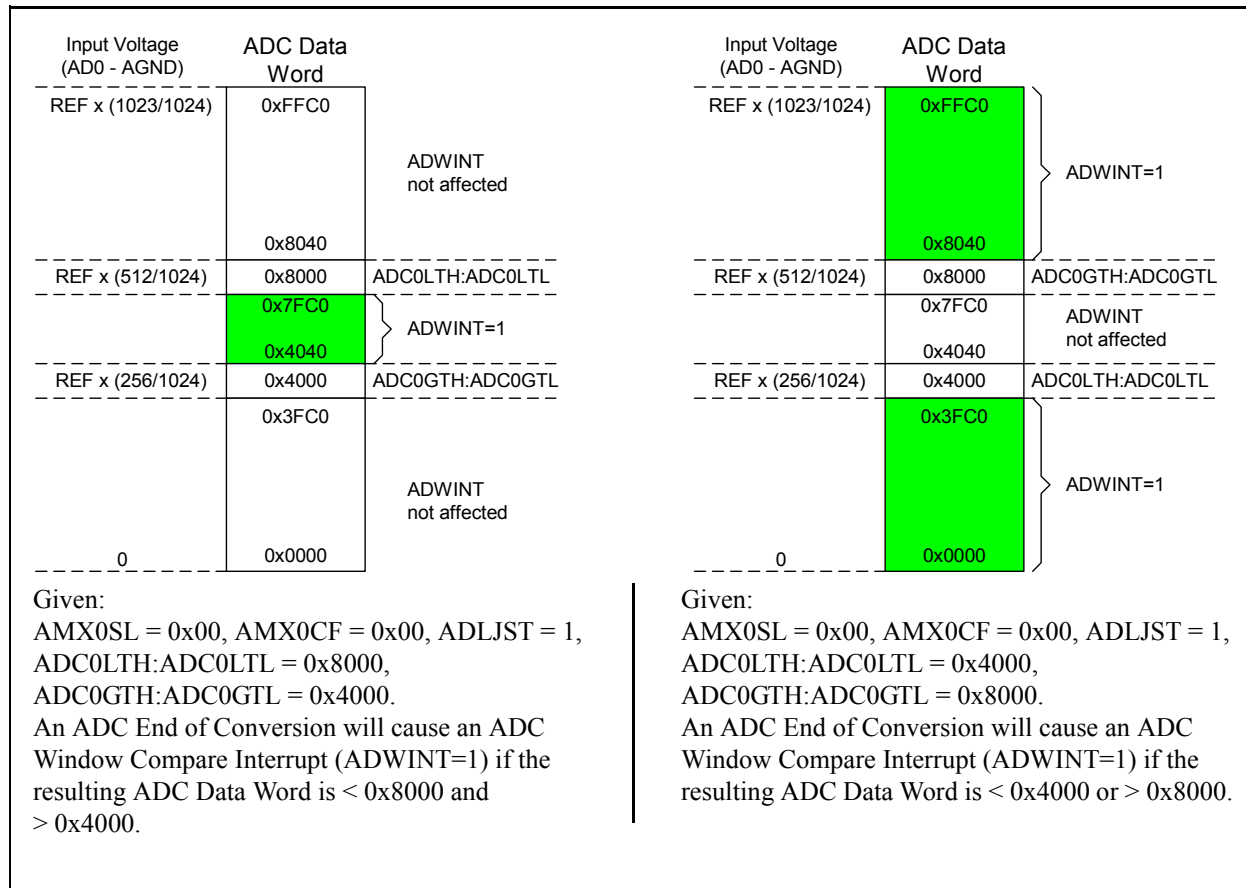 Input Voltage
(AD0 - AGND)
ADC Data
Word
REF x (1023/1024)
0xFFC0
ADWINT
not affected
0x8040
REF x (512/1024)
0x8000
ADC0LTH:ADC0LTL
0x7FC0
ADWINT=1
0x4040
REF x (256/1024)
0x4000
ADC0GTH:ADC0GTL
0x3FC0
ADWINT
not affected
0
0x0000
Given:
AMX0SL = 0x00, AMX0CF = 0x00, ADLJST = 1,
ADC0LTH:ADC0LTL = 0x8000,
ADC0GTH:ADC0GTL = 0x4000.
An ADC End of Conversion will cause an ADC
Window Compare Interrupt (ADWINT=1) if the
resulting ADC Data Word is < 0x8000 and
> 0x4000.
Input Voltage
(AD0 - AGND)
ADC Data
Word
REF x (1023/1024)
0xFFC0
ADWINT=1
0x8040
REF x (512/1024)
0x8000
ADC0GTH:ADC0GTL
0x7FC0
ADWINT
not affected
0x4040
REF x (256/1024)
0x4000
ADC0LTH:ADC0LTL
0x3FC0
ADWINT=1
0
0x0000
Given:
AMX0SL = 0x00, AMX0CF = 0x00, ADLJST = 1,
ADC0LTH:ADC0LTL = 0x4000,
ADC0GTH:ADC0GTL = 0x8000.
An ADC End of Conversion will cause an ADC
Window Compare Interrupt (ADWINT=1) if the
resulting ADC Data Word is < 0x4000 or > 0x8000.